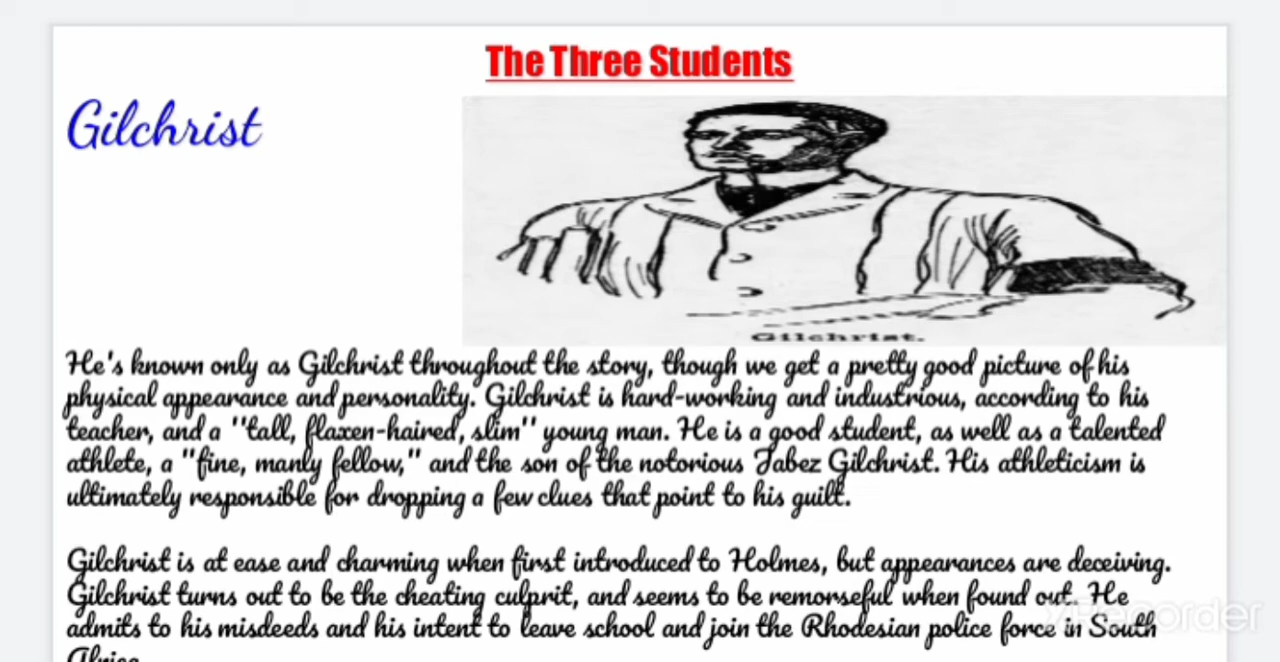 The Three Students
Gilchrist
Gilchrist.
He's known only as Gilchrist throughout the story, though we get a pretty good picture of his
physical appearance and personality. Gilchrist is hard-working and industrious, according to his
teacher, and a "tall, flaxen-haired, slim" young man. He is a good student, as well as a talented
athlete, a "fine, manly fellow," and the son of the notorious Jabez Gilchrist. His athleticism is
ultimately responsible for dropping a few clues that point to his guilt.
Gilchrist is at ease and charming when first introduced to Holmes, but appearances are deceiving.
Gilchrist turns out to be the cheating culprit, and seems to be remorseful when found out. He
admits to his misdeeds and his intent to leave school and join the Rhodesian police force in South
Africa
XRecorder